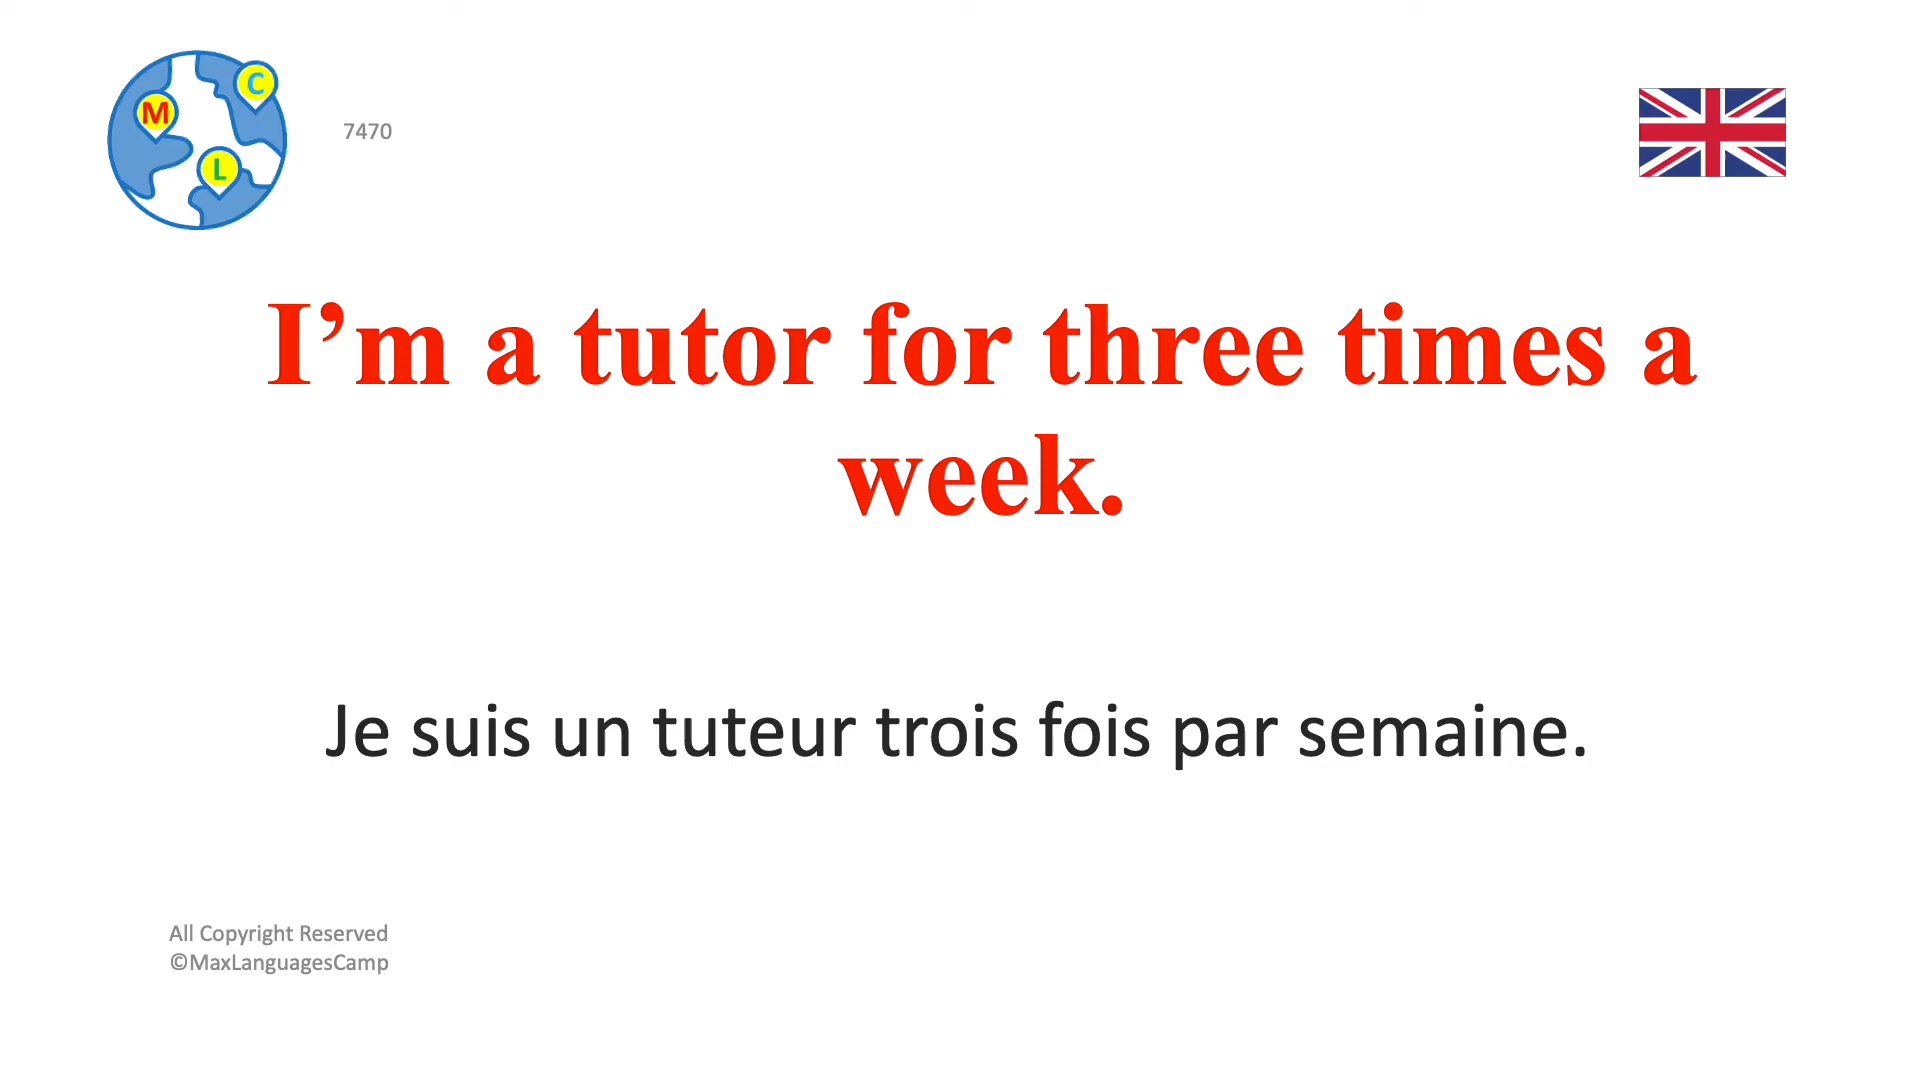 C
M
L
7470
I’m a tutor for three times a
week.
Je suis un tuteur trois fois par semaine.
All Copyright Reserved
©MaxLanguagesCamp